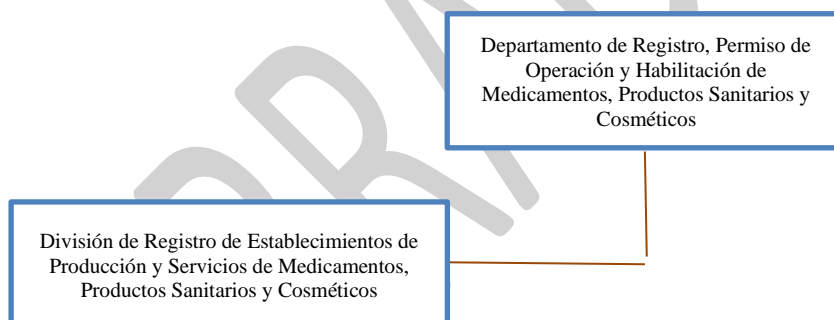 Departamento de Registro, Permiso de
Operación y Habilitación de
Medicamentos, Productos Sanitarios y
Cosméticos
División de Registro de Establecimientos de
Producción y Servicios de Medicamentos,
Productos Sanitarios y Cosméticos